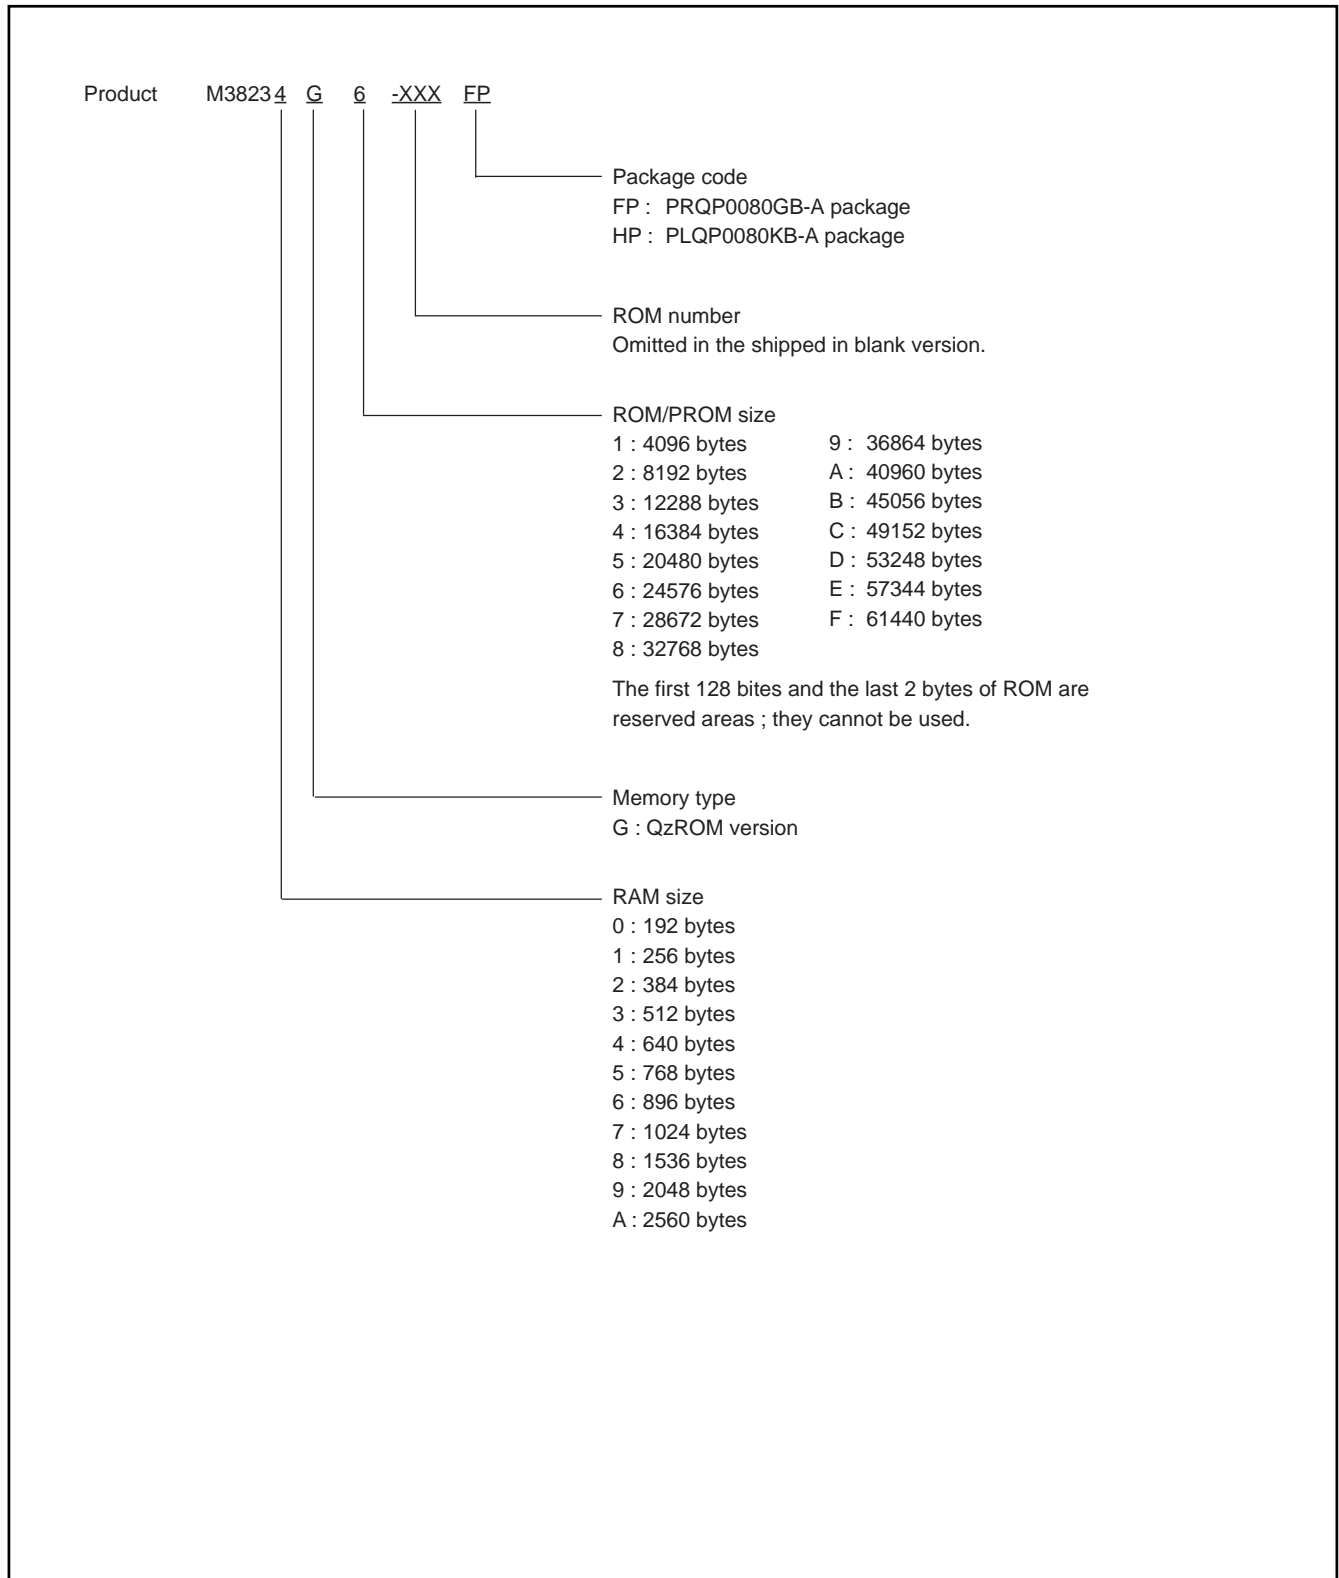 Product M38234 G 6 -XXX FP
Package code
FP : PRQP0080GB-A package
HP : PLQP0080KB-A package
ROM number
Omitted in the shipped in blank version.
ROM/PROM size
1 : 4096 bytes
2 : 8192 bytes
3 : 12288 bytes
4 : 16384 bytes
5 : 20480 bytes
6 : 24576 bytes
7 : 28672 bytes
8 : 32768 bytes
9 : 36864 bytes
A : 40960 bytes
B : 45056 bytes
C : 49152 bytes
D : 53248 bytes
E : 57344 bytes
F : 61440 bytes
The first 128 bites and the last 2 bytes of ROM are
reserved areas ; they cannot be used.
Memory type
G : QzROM version
RAM size
0 : 192 bytes
1 : 256 bytes
2 : 384 bytes
3 : 512 bytes
4 : 640 bytes
5 : 768 bytes
6 : 896 bytes
7 : 1024 bytes
8 : 1536 bytes
9 : 2048 bytes
A : 2560 bytes